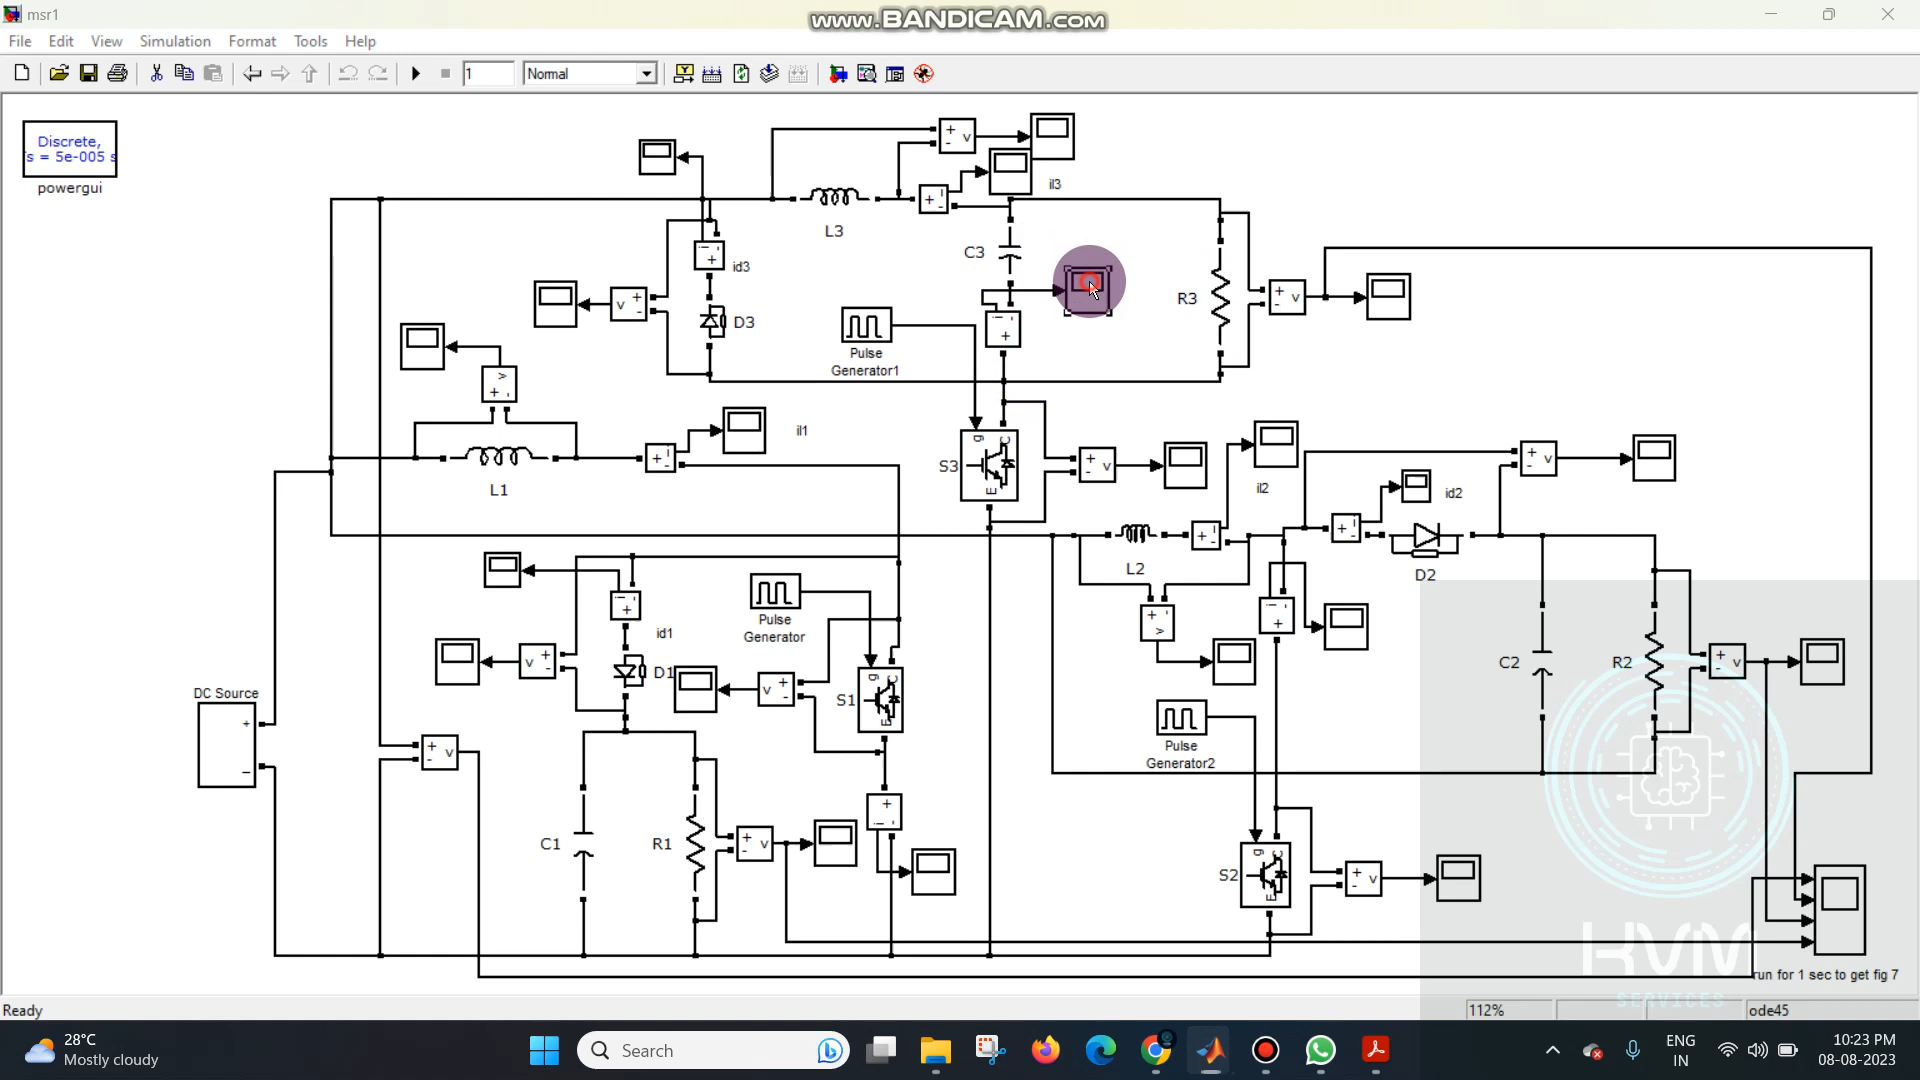 msr1
www.BANDICAM.com
File Edit View Simulation Format Tools Help
1
Normal
Discrete,
s = 5e-005 s
powergui
il3
L3
C3
id3
D3
R3
Pulse
Generator1
il1
L1
S3
g
C
E
il2
id2
L2
D2
Pulse
Generator
id1
D1
S1
g
C
E
C2
R2
DC Source
Pulse
Generator2
C1
R1
S2
g
C
E
run for 1 sec to get fig 7
KVM
SERVICES
Ready
112%
ode45
28°C
Mostly cloudy
Search
ENG
IN
10:23 PM
08-08-2023